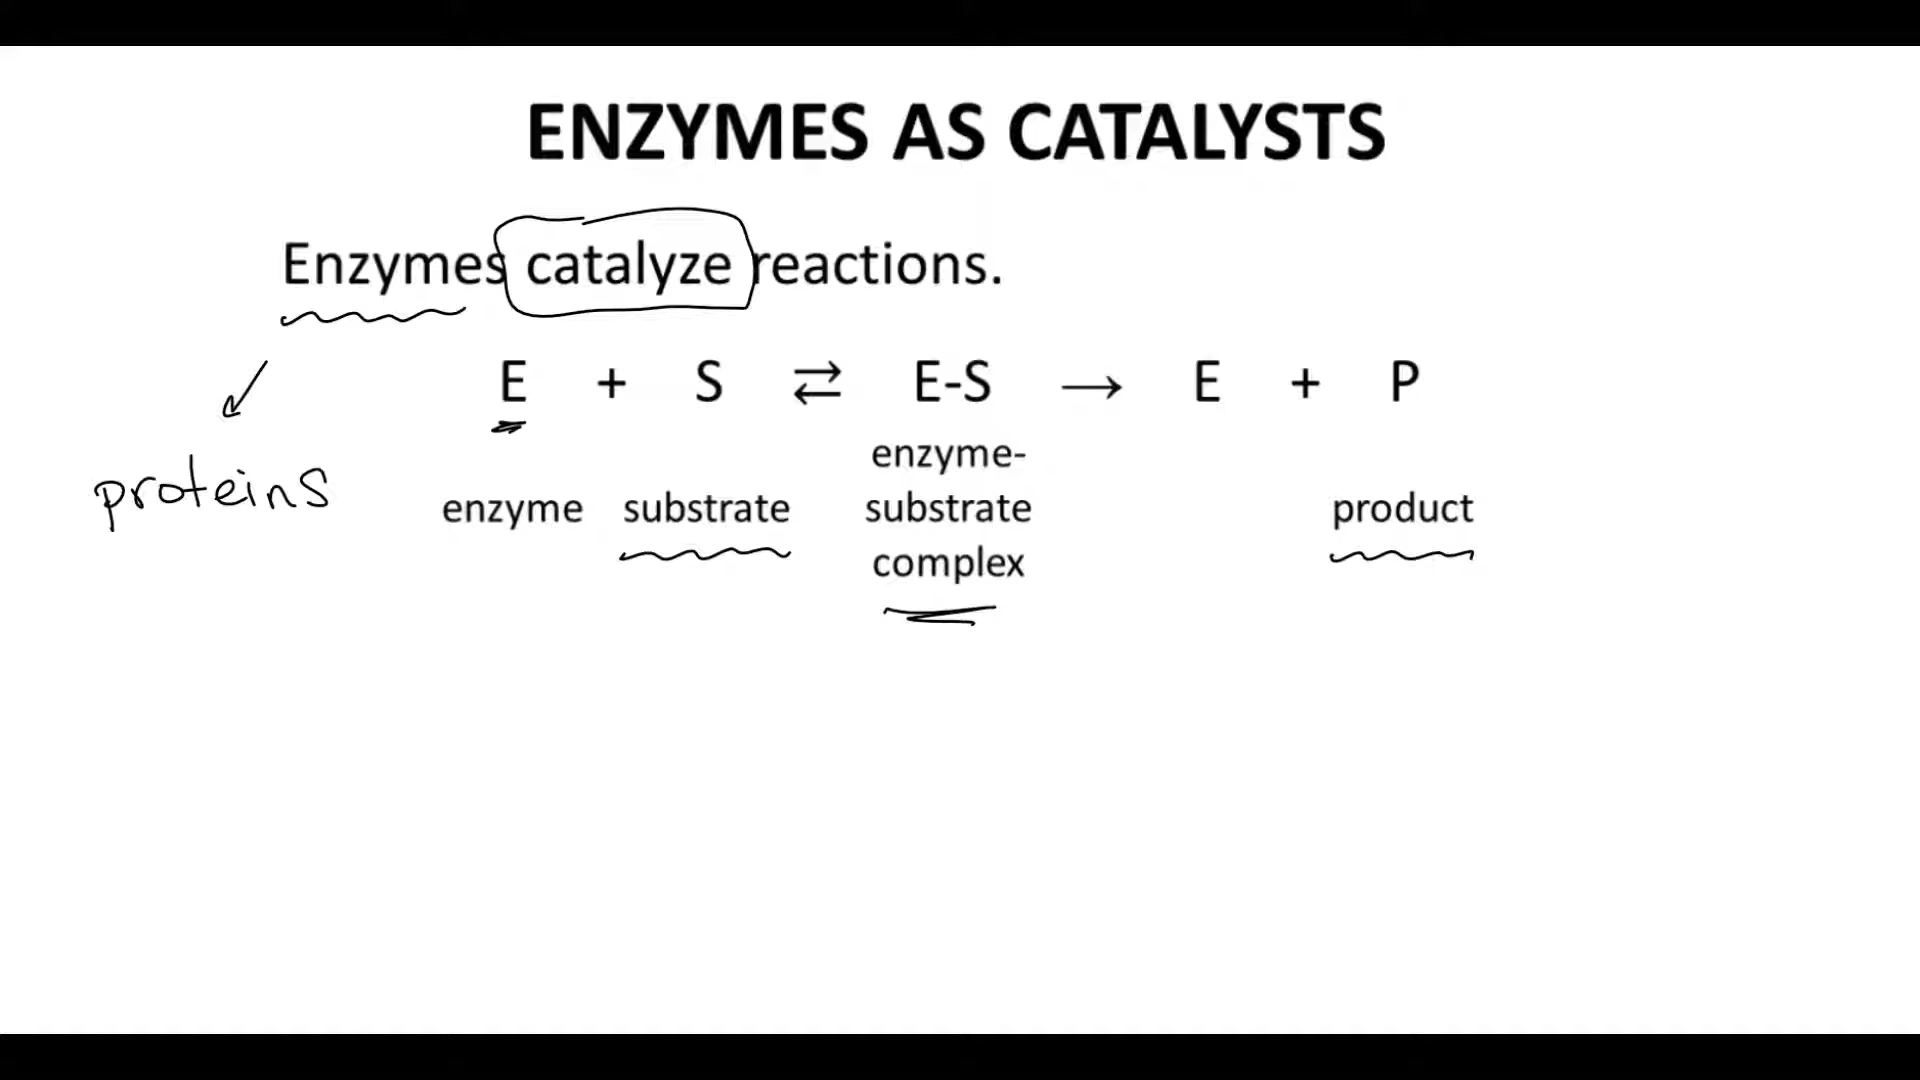 ENZYMES AS CATALYSTS
Enzymes catalyze reactions.
E + S ⇄ E-S → E + P
proteins
enzyme substrate enzyme-substrate complex product